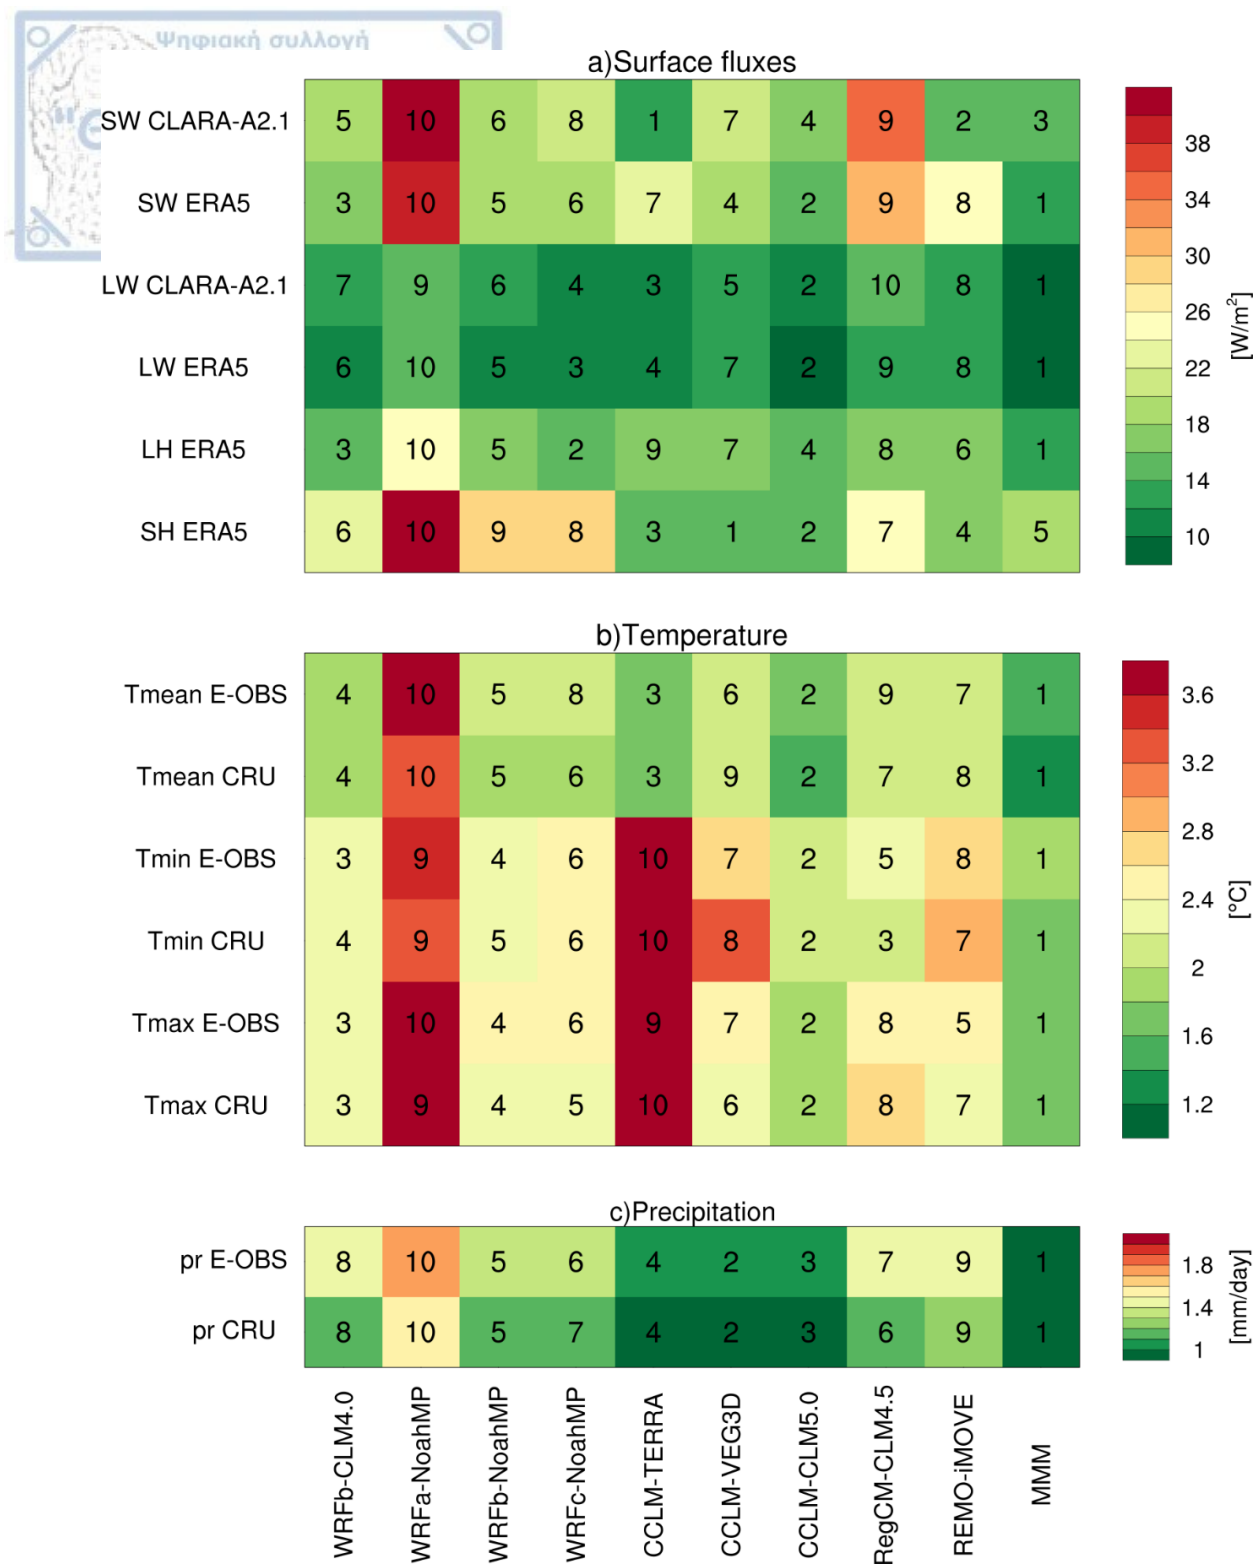 Ψηφιακή συλλογή
a)Surface fluxes
SW CLARA-A2.1 5 10 6 8 1 7 4 9 2 3
SW ERA5 3 10 5 6 7 4 2 9 8 1
LW CLARA-A2.1 7 9 6 4 3 5 2 10 8 1
LW ERA5 6 10 5 3 4 7 2 9 8 1
LH ERA5 3 10 5 2 9 7 4 8 6 1
SH ERA5 6 10 9 8 3 1 2 7 4 5
38
34
30
26
22
18
14
10
[W/m²]
b)Temperature
Tmean E-OBS 4 10 5 8 3 6 2 9 7 1
Tmean CRU 4 10 5 6 3 9 2 7 8 1
Tmin E-OBS 3 9 4 6 10 7 2 5 8 1
Tmin CRU 4 9 5 6 10 8 2 3 7 1
Tmax E-OBS 3 10 4 6 9 7 2 8 5 1
Tmax CRU 3 9 4 5 10 6 2 8 7 1
3.6
3.2
2.8
2.4
2
1.6
1.2
[°C]
c)Precipitation
pr E-OBS 8 10 5 6 4 2 3 7 9 1
pr CRU 8 10 5 7 4 2 3 6 9 1
1.8
1.4
1
[mm/day]
WRFb-CLM4.0
WRFa-NoahMP
WRFb-NoahMP
WRFc-NoahMP
CCLM-TERRA
CCLM-VEG3D
CCLM-CLM5.0
RegCM-CLM4.5
REMO-iMOVE
MMM